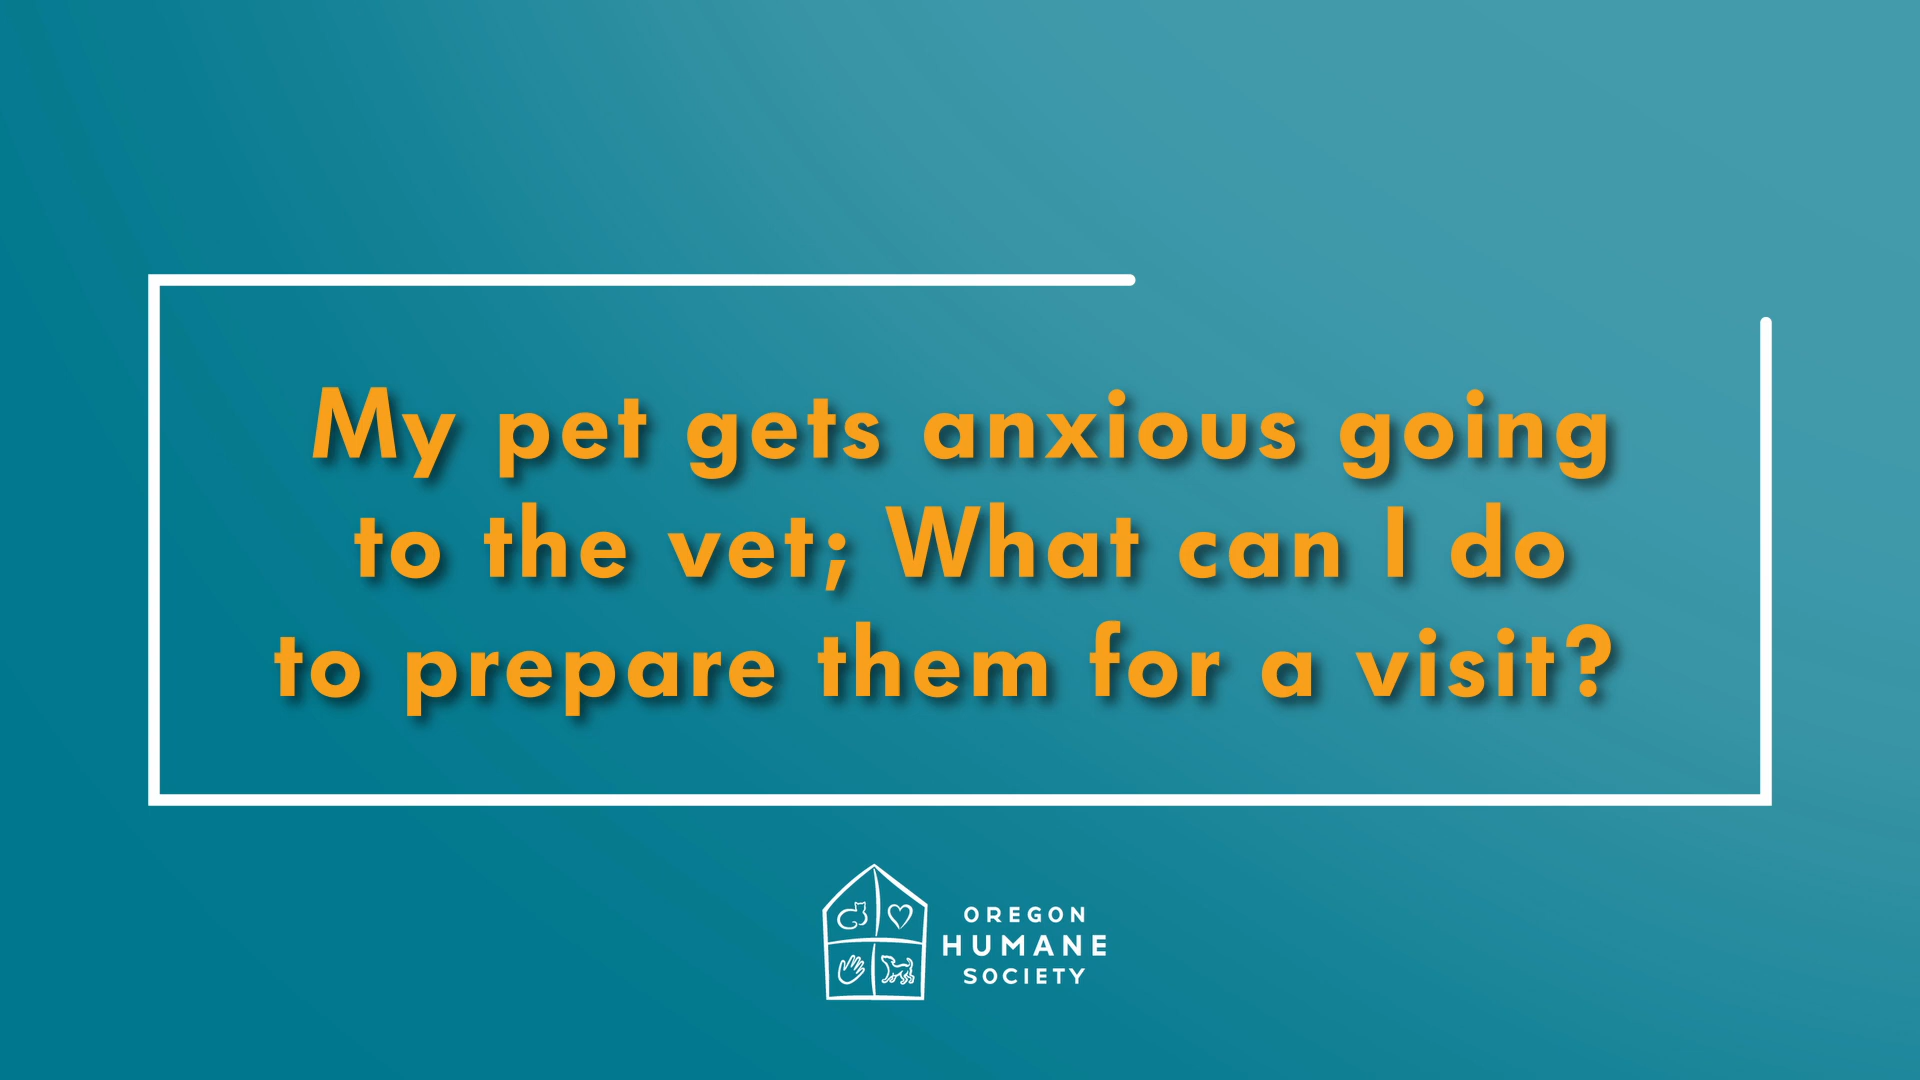 My pet gets anxious going
to the vet; What can I do
to prepare them for a visit?
OREGON
HUMANE
SOCIETY